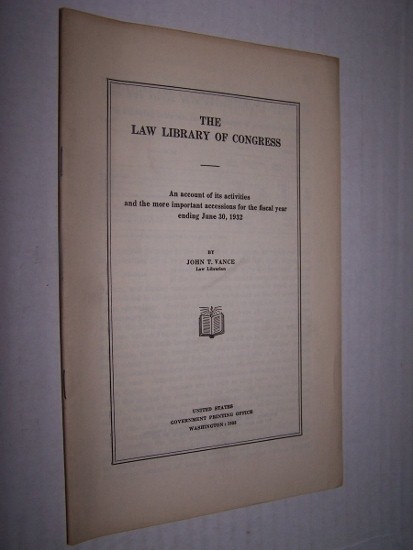 THE
LAW LIBRARY OF CONGRESS
An account of its activities
and the more important accessions for the fiscal year
ending June 30, 1932
BY
JOHN T. VANCE
Law Librarian
UNITED STATES
GOVERNMENT PRINTING OFFICE
WASHINGTON :